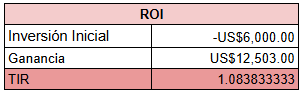 ROI
Inversión Inicial -US$6,000.00
Ganancia US$12,503.00
TIR 1.083833333